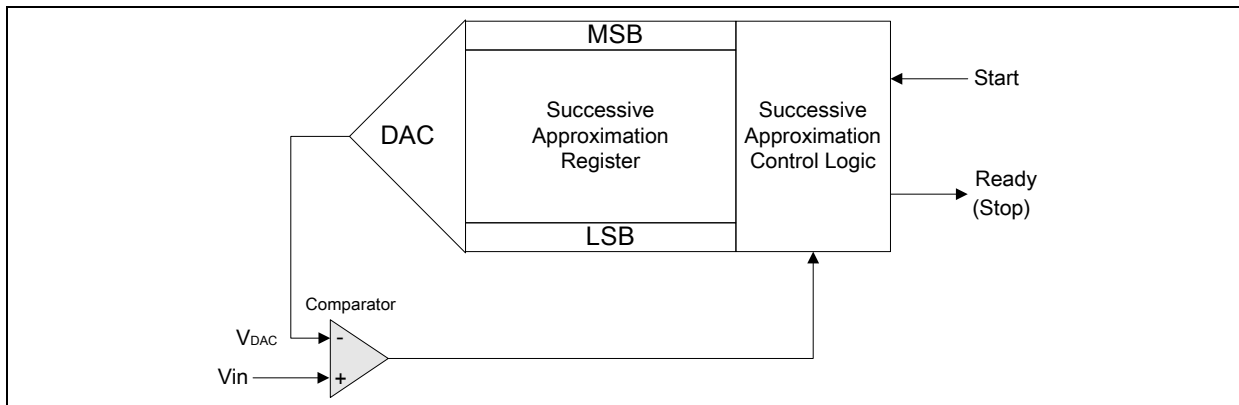 MSB
DAC
Successive
Approximation
Register
LSB
Successive
Approximation
Control Logic
Start
Ready
(Stop)
Comparator
VDAC
-
Vin
+